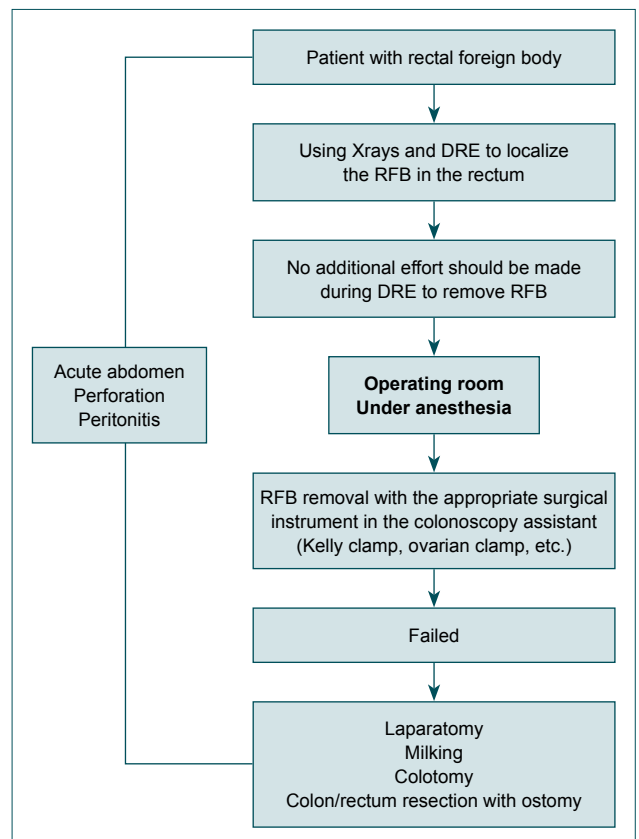 Patient with rectal foreign body
Using Xrays and DRE to localize
the RFB in the rectum
No additional effort should be made
during DRE to remove RFB
Acute abdomen
Perforation
Peritonitis
Operating room
Under anesthesia
RFB removal with the appropriate surgical
instrument in the colonoscopy assistant
(Kelly clamp, ovarian clamp, etc.)
Failed
Laparatomy
Milking
Colotomy
Colon/rectum resection with ostomy